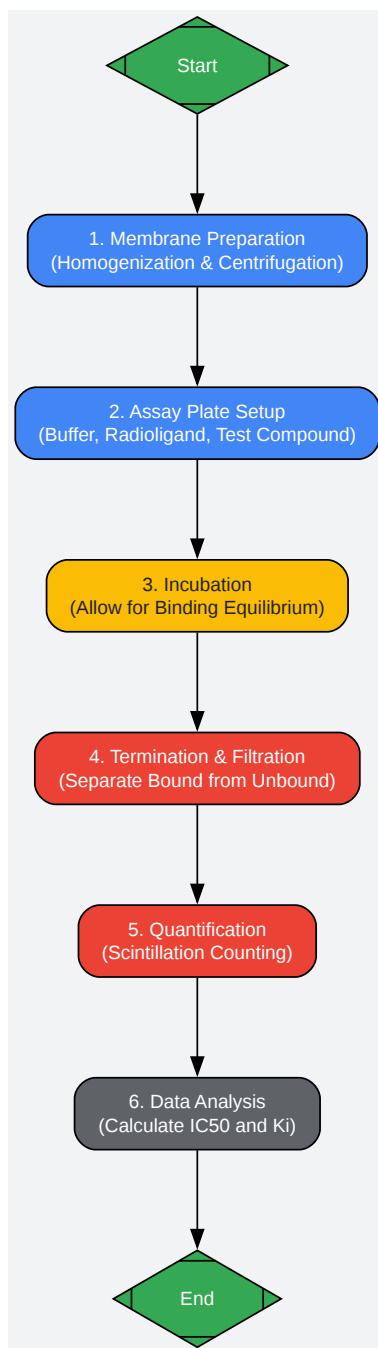 Start
1. Membrane Preparation
(Homogenization & Centrifugation)
2. Assay Plate Setup
(Buffer, Radioligand, Test Compound)
3. Incubation
(Allow for Binding Equilibrium)
4. Termination & Filtration
(Separate Bound from Unbound)
5. Quantification
(Scintillation Counting)
6. Data Analysis
(Calculate IC50 and Ki)
End